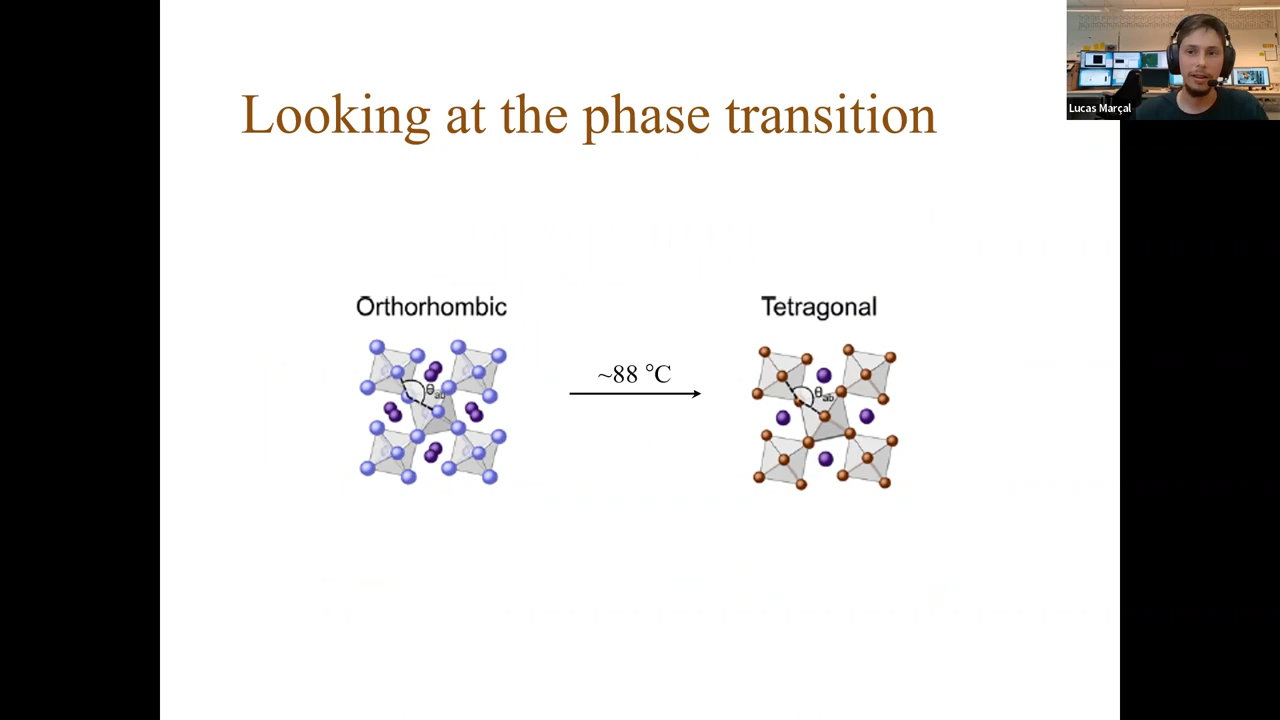 Looking at the phase transition
Lucas Marçal
Orthorhombic
Tetragonal
~88 °C
θab
θab